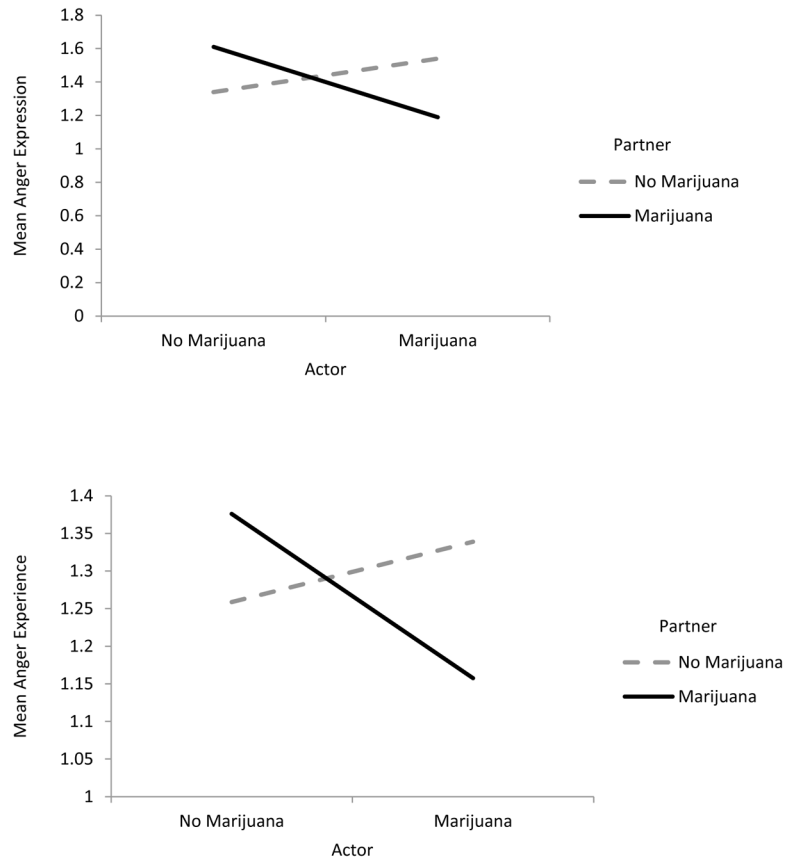 1.8
1.6
1.4
1.2
1
0.8
0.6
0.4
0.2
0
Mean Anger Expression
No Marijuana
Marijuana
Actor
Partner
No Marijuana
Marijuana
1.4
1.35
1.3
1.25
1.2
1.15
1.1
1.05
1
Mean Anger Experience
No Marijuana
Marijuana
Actor
Partner
No Marijuana
Marijuana